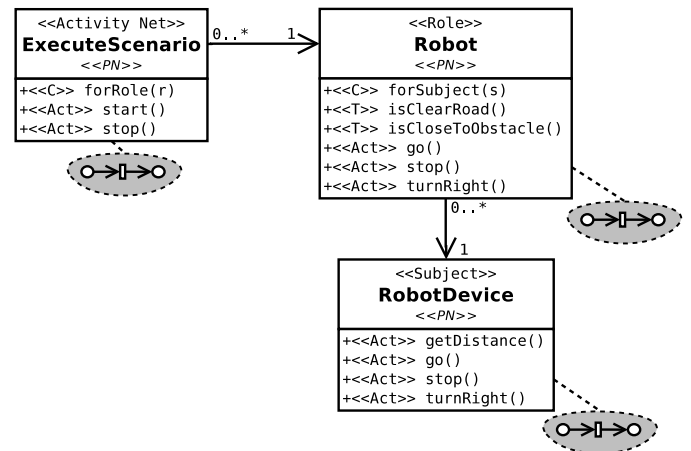 <<Activity Net>>
ExecuteScenario
<<PN>>
+<<C>> forRole(r)
+<<Act>> start()
+<<Act>> stop()
0..*
1
<<Role>>
Robot
<<PN>>
+<<C>> forSubject(s)
+<<T>> isClearRoad()
+<<T>> isCloseToObstacle()
+<<Act>> go()
+<<Act>> stop()
+<<Act>> turnRight()
0..*
1
<<Subject>>
RobotDevice
<<PN>>
+<<Act>> getDistance()
+<<Act>> go()
+<<Act>> stop()
+<<Act>> turnRight()